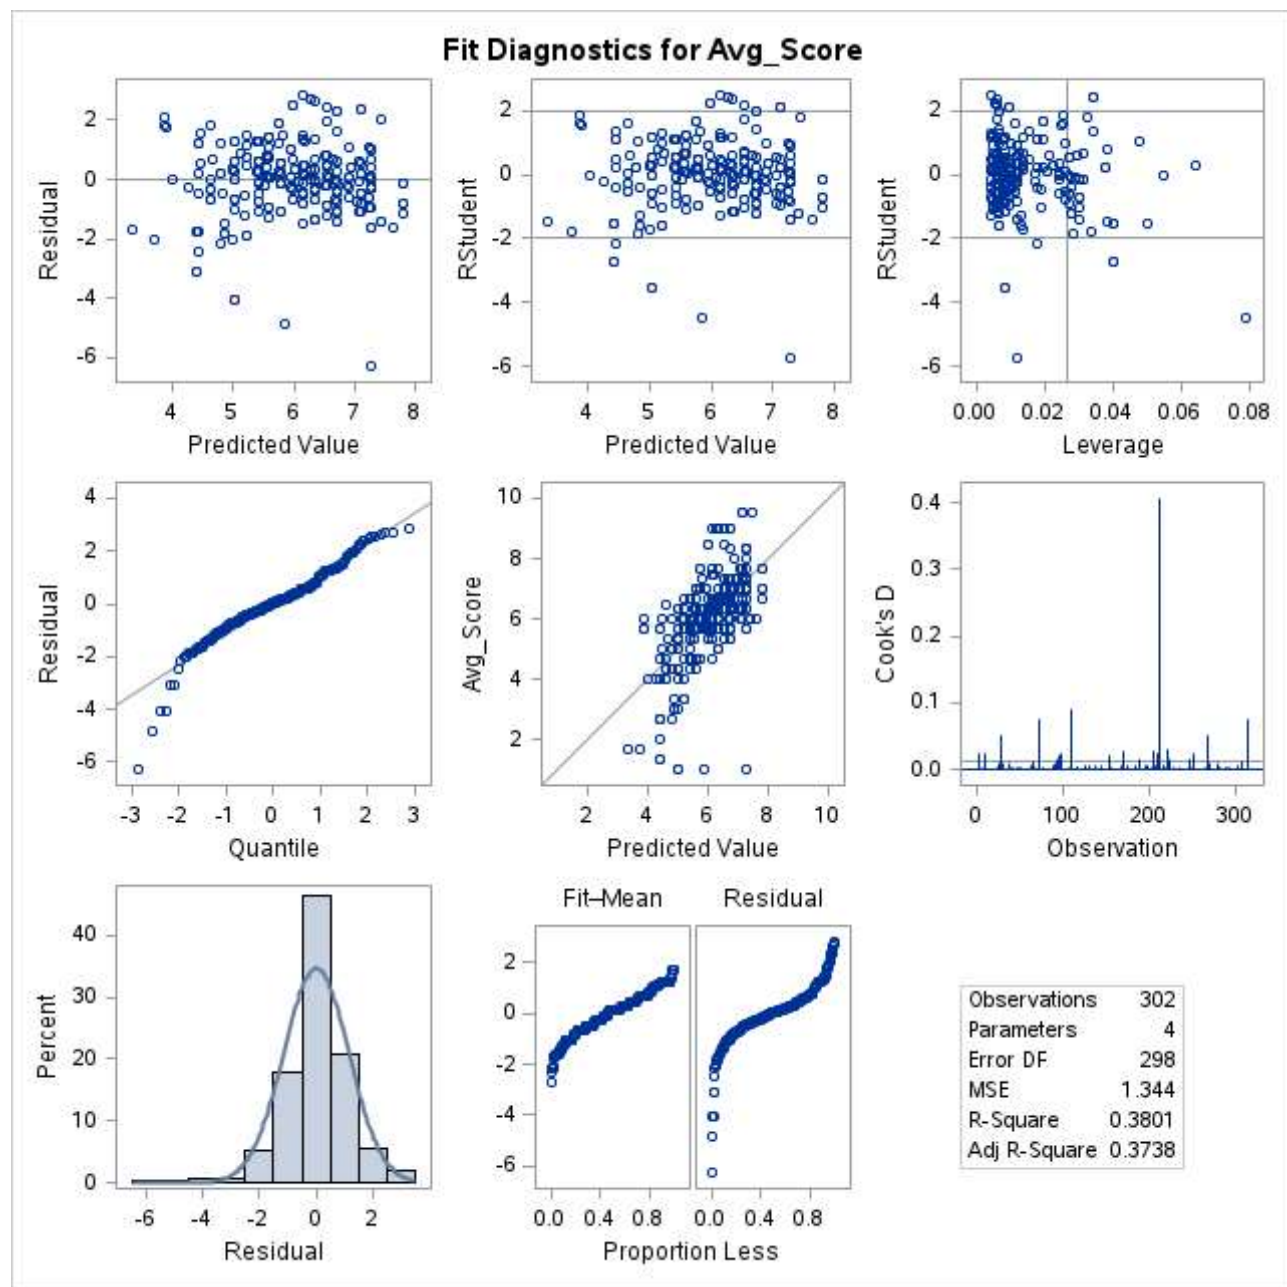 Fit Diagnostics for Avg_Score
2
0
-2
-4
-6
Residual
4 5 6 7 8
Predicted Value
2
0
-2
-4
-6
RStudent
4 5 6 7 8
Predicted Value
2
0
-2
-4
-6
RStudent
0.00 0.02 0.04 0.06 0.08
Leverage
4
2
0
-2
-4
-6
Residual
-3 -2 -1 0 1 2 3
Quantile
10
8
6
4
2
Avg_Score
2 4 6 8 10
Predicted Value
0.4
0.3
0.2
0.1
0.0
Cook's D
0 100 200 300
Observation
40
30
20
10
0
Percent
-6 -4 -2 0 2
Residual
Fit–Mean Residual
2
0
-2
-4
-6
0.0 0.4 0.8 0.0 0.4 0.8
Proportion Less
Observations 302
Parameters 4
Error DF 298
MSE 1.344
R-Square 0.3801
Adj R-Square 0.3738